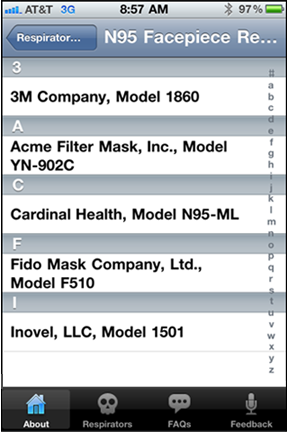 AT&T 3G 8:57 AM 97%
Respirator... N95 Facepiece Re...
3
3M Company, Model 1860
A
Acme Filter Mask, Inc., Model
YN-902C
C
Cardinal Health, Model N95-ML
F
Fido Mask Company, Ltd.,
Model F510
I
Inovel, LLC, Model 1501
#
a
b
c
d
e
f
g
h
i
j
k
l
m
n
o
p
q
r
s
t
u
v
w
x
y
z
About Respirators FAQs Feedback